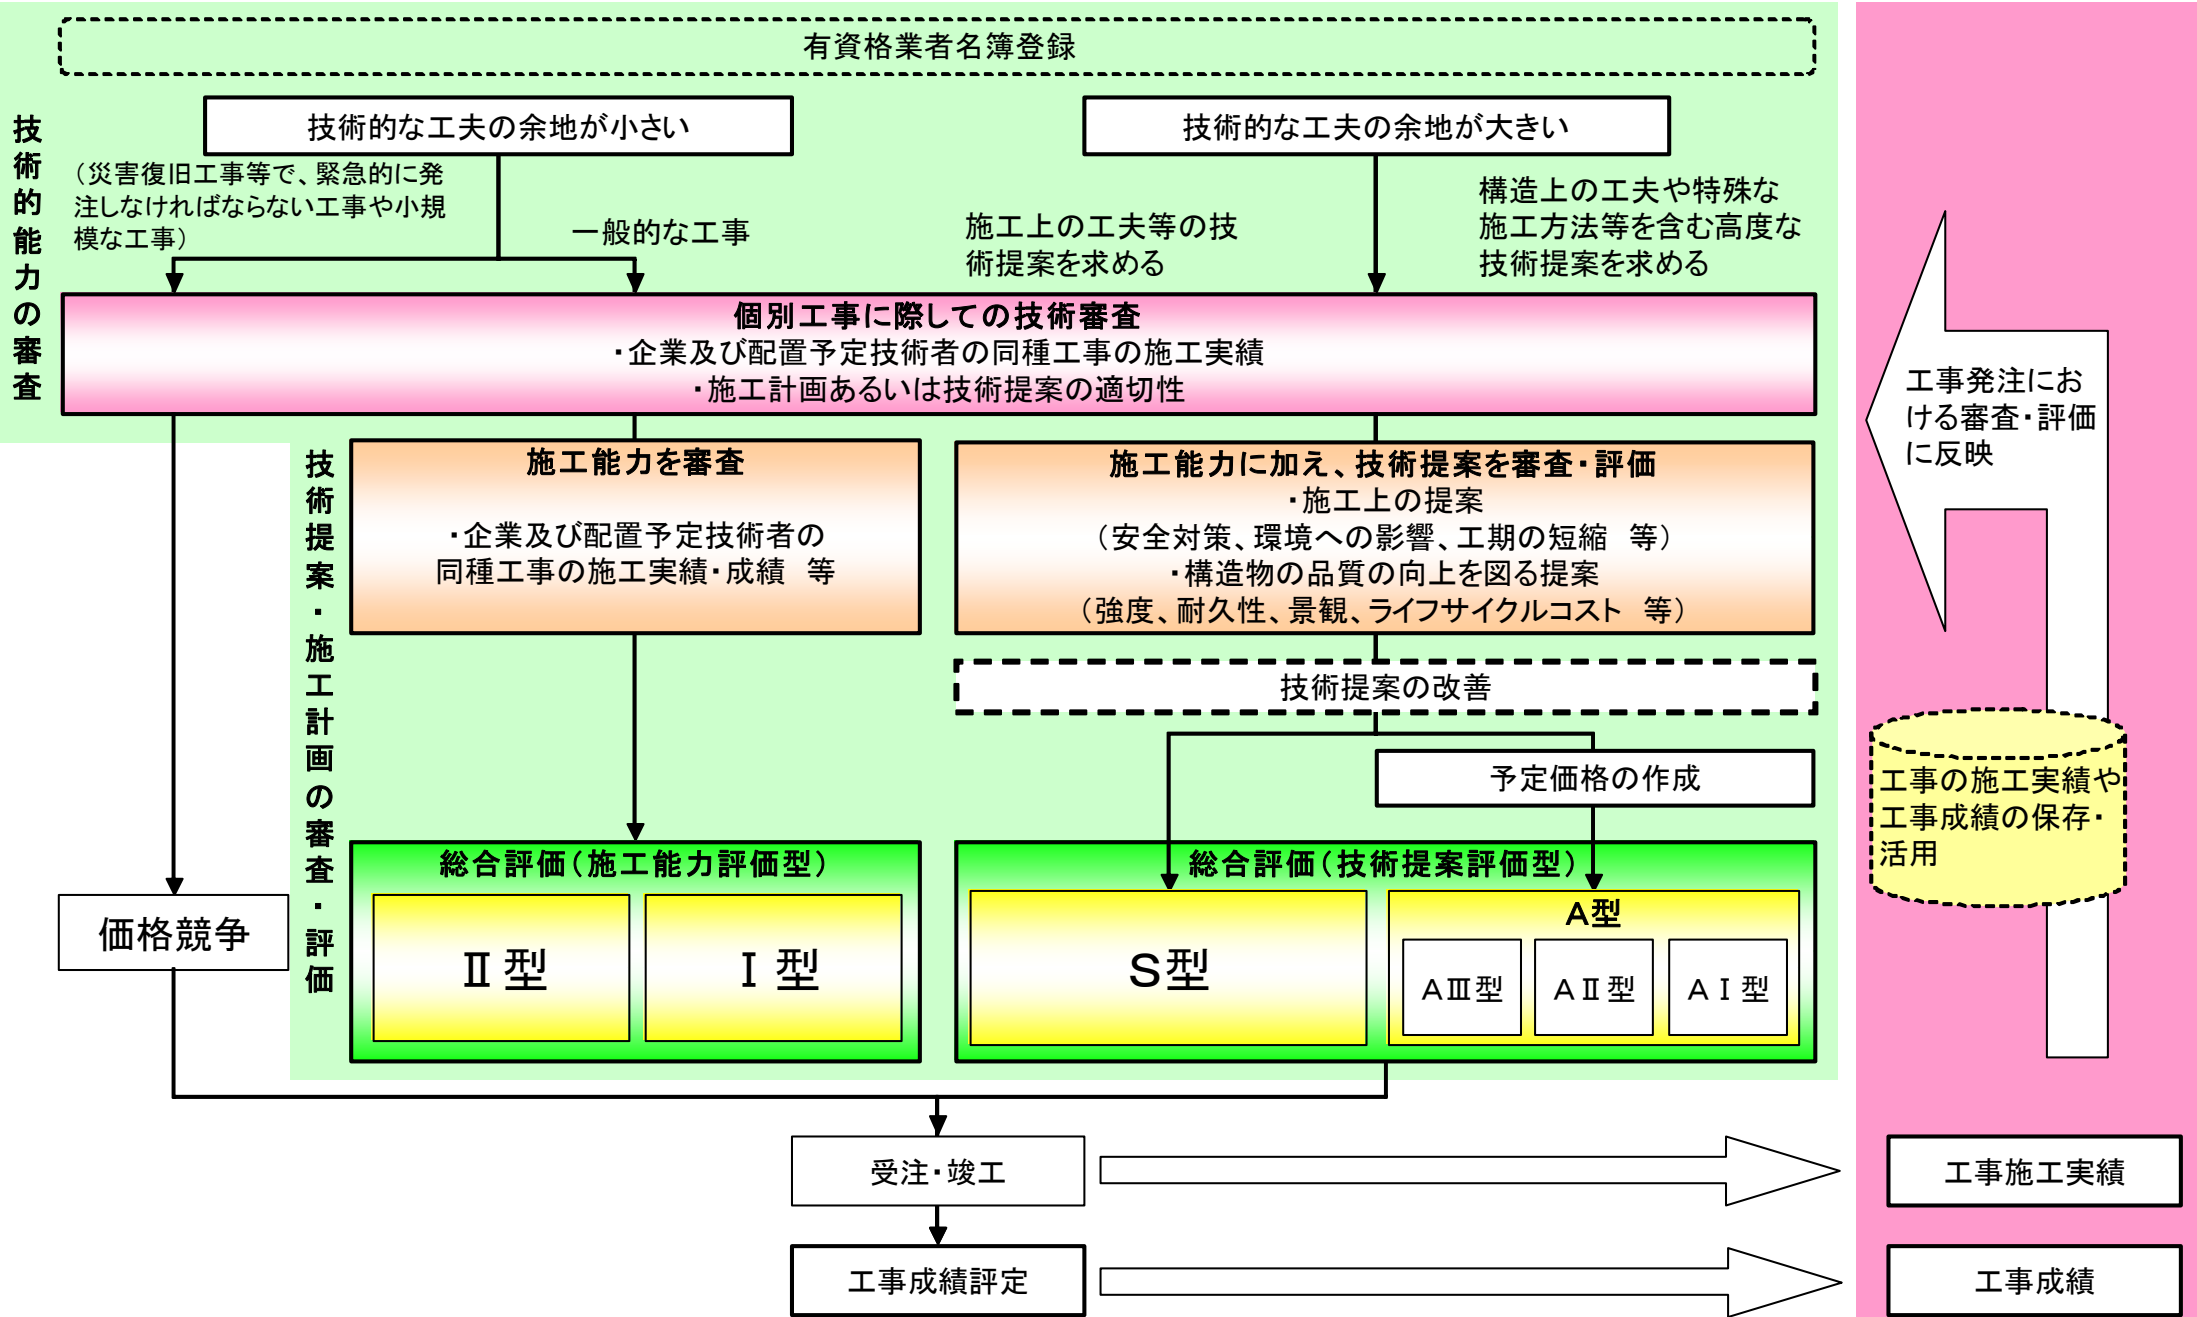 有資格業者名簿登録
技術的能力の審査
技術的な工夫の余地が小さい
技術的な工夫の余地が大きい
（災害復旧工事等で、緊急的に発
注しなければならない工事や小規
模な工事）
一般的な工事
施工上の工夫等の技
術提案を求める
構造上の工夫や特殊な
施工方法等を含む高度な
技術提案を求める
個別工事に際しての技術審査
・企業及び配置予定技術者の同種工事の施工実績
・施工計画あるいは技術提案の適切性
工事発注にお
ける審査・評価
に反映
技術提案・施工計画の審査・評価
施工能力を審査
・企業及び配置予定技術者の
同種工事の施工実績・成績　等
施工能力に加え、技術提案を審査・評価
・施工上の提案
（安全対策、環境への影響、工期の短縮　等）
・構造物の品質の向上を図る提案
（強度、耐久性、景観、ライフサイクルコスト　等）
技術提案の改善
予定価格の作成
工事の施工実績や
工事成績の保存・
活用
価格競争
総合評価（施工能力評価型）
Ⅱ型
Ⅰ型
総合評価（技術提案評価型）
S型
A型
AⅢ型
AⅡ型
AⅠ型
受注・竣工
工事施工実績
工事成績評定
工事成績